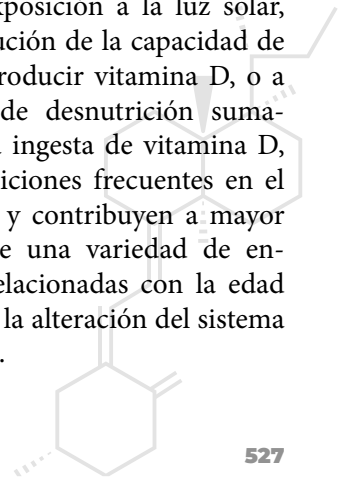 xposición a la luz solar,
ución de la capacidad de
roducir vitamina D, o a
de desnutrición suma-
ingesta de vitamina D,
iciones frecuentes en el
y contribuyen a mayor
e una variedad de en-
elacionadas con la edad
la alteración del sistema
.
527